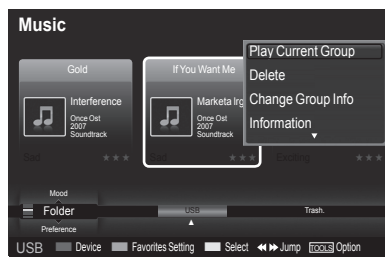 Music
Gold
If You Want Me
Play Current Group
Delete
Change Group Info
Information
Interference
Once Ost
2007
Soundtrack
Marketa Irg
Once Ost
2007
Soundtrack
Sad
Sad
Exciting
Mood
Folder
Preference
USB
Trash.
USB Device Favorites Setting Select Jump TOOLS Option